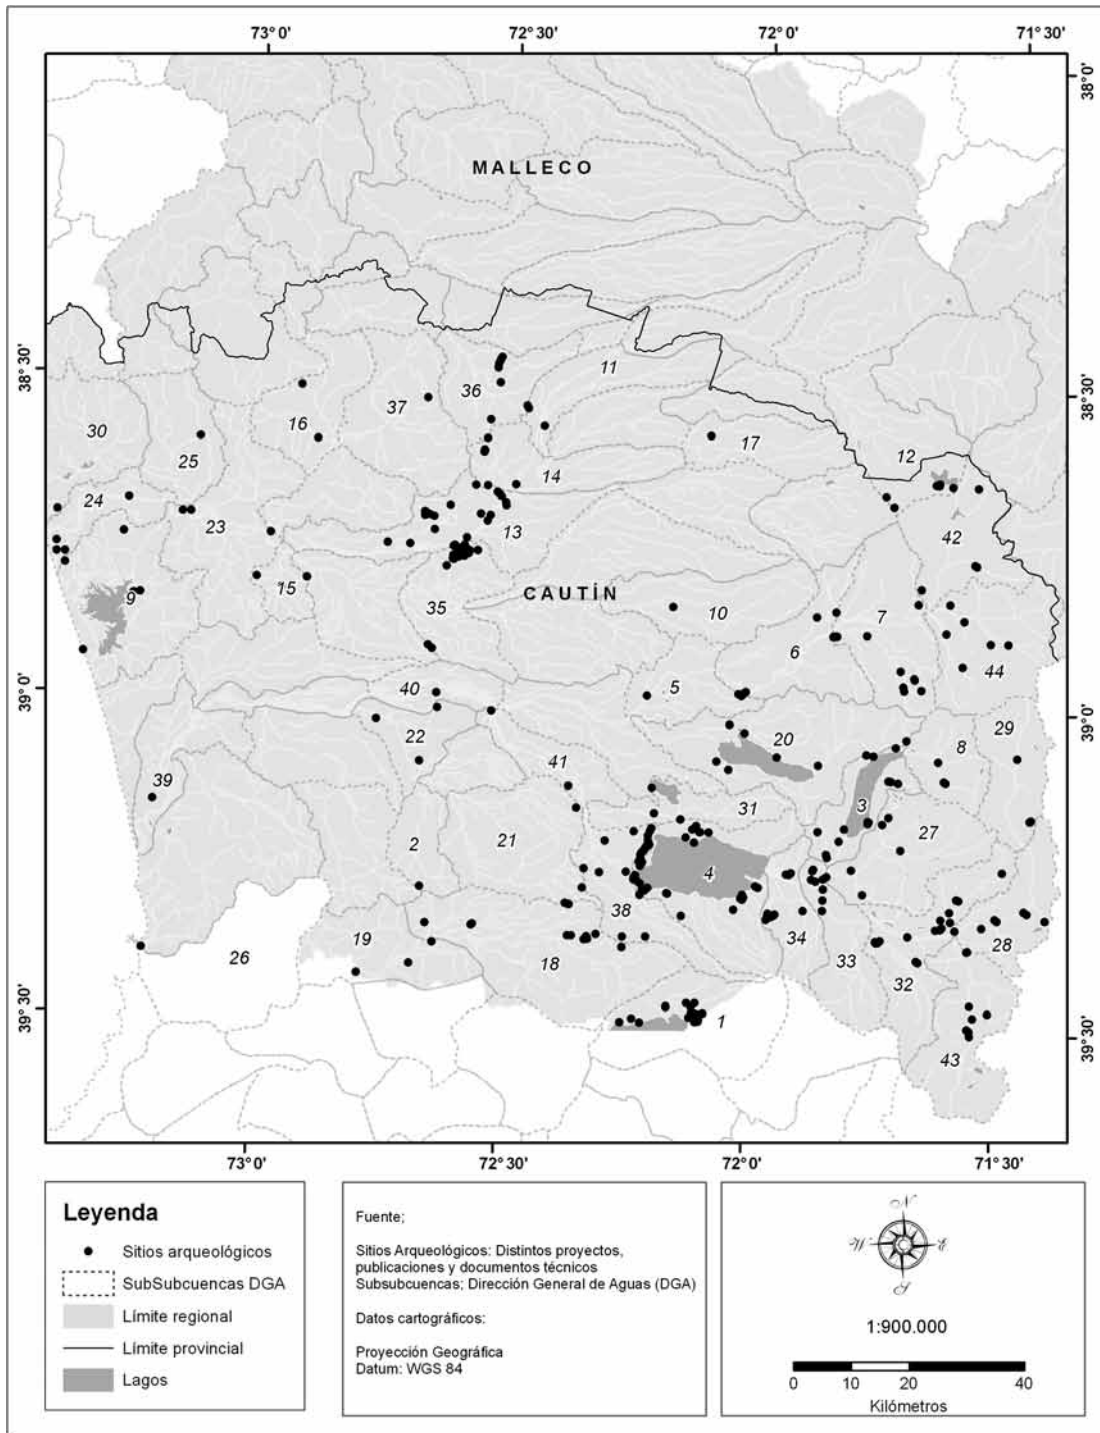 73° 0'
72° 30'
72° 0'
71° 30'
38° 0'
MALLECO
38° 30'
38° 30'
11
36
37
16
30
17
25
12
14
24
23
13
42
9
15
CAUTÍN
10
7
35
6
44
5
39° 0'
40
39° 0'
22
20
29
8
41
39
31
3
27
2
21
4
38
34
19
28
26
18
33
32
1
39° 30'
39° 30'
43
73° 0'
72° 30'
72° 0'
71° 30'
Leyenda
Sitios arqueológicos
SubSubcuencas DGA
Límite regional
Límite provincial
Lagos
Fuente;
Sitios Arqueológicos: Distintos proyectos,
publicaciones y documentos técnicos
Subsubcuencas; Dirección General de Aguas (DGA)
Datos cartográficos:
Proyección Geográfica
Datum: WGS 84
N
W
E
S
1:900.000
0 10 20 40
Kilómetros